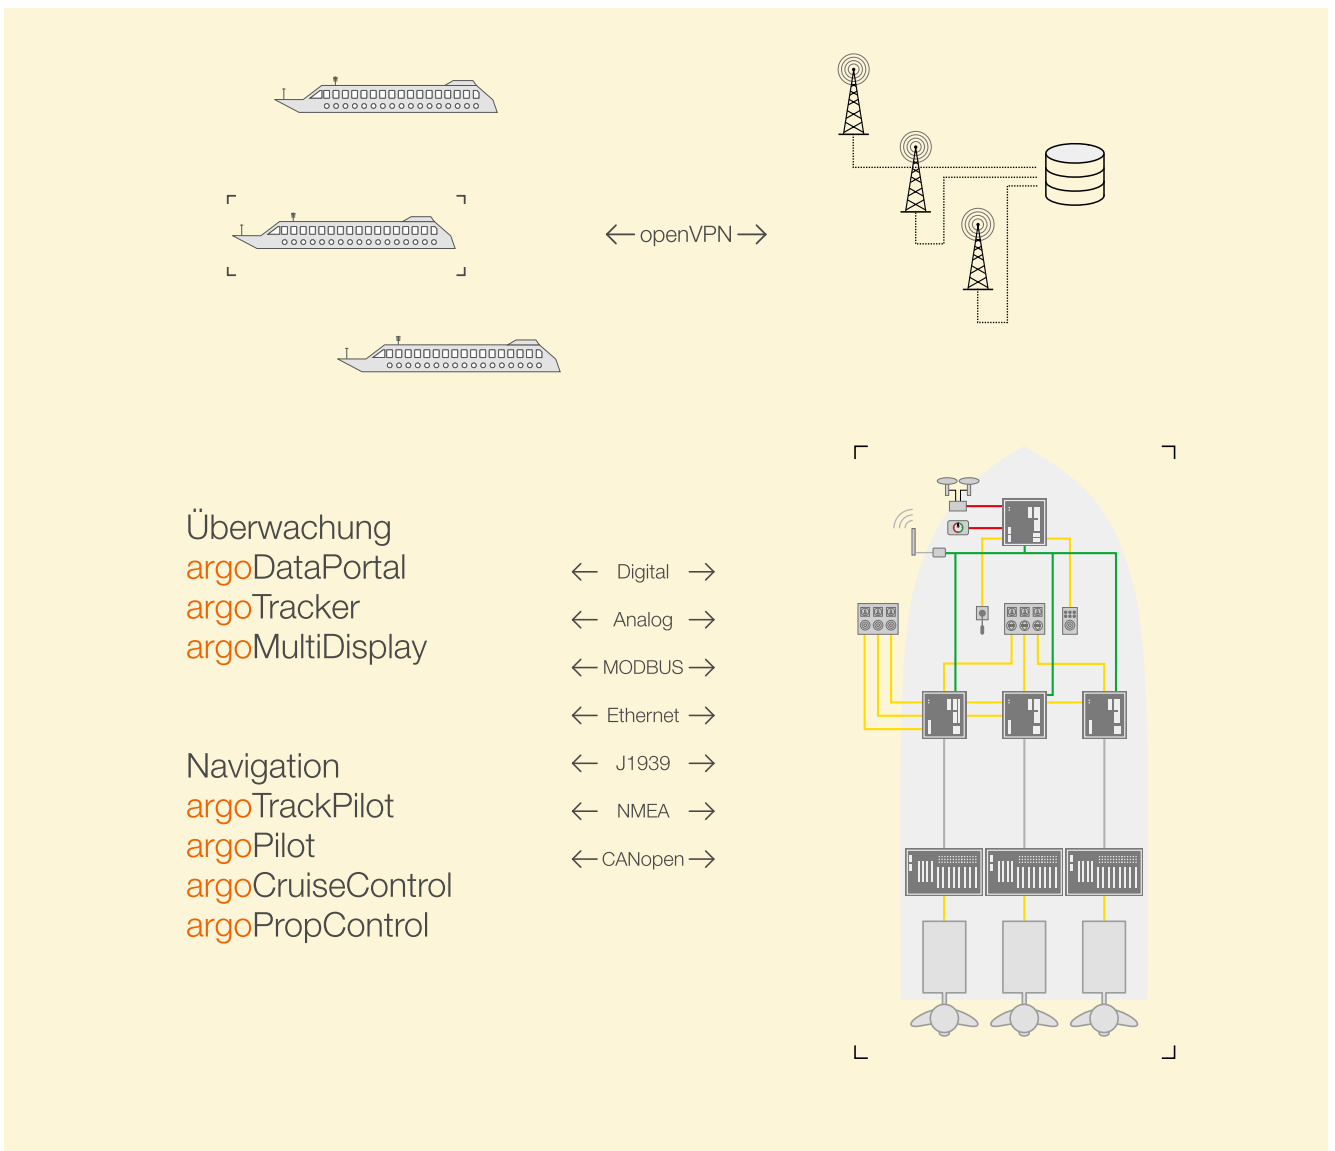 openVPN
Überwachung
argoDataPortal
argoTracker
argoMultiDisplay
Navigation
argoTrackPilot
argoPilot
argoCruiseControl
argoPropControl
Digital
Analog
MODBUS
Ethernet
J1939
NMEA
CANopen